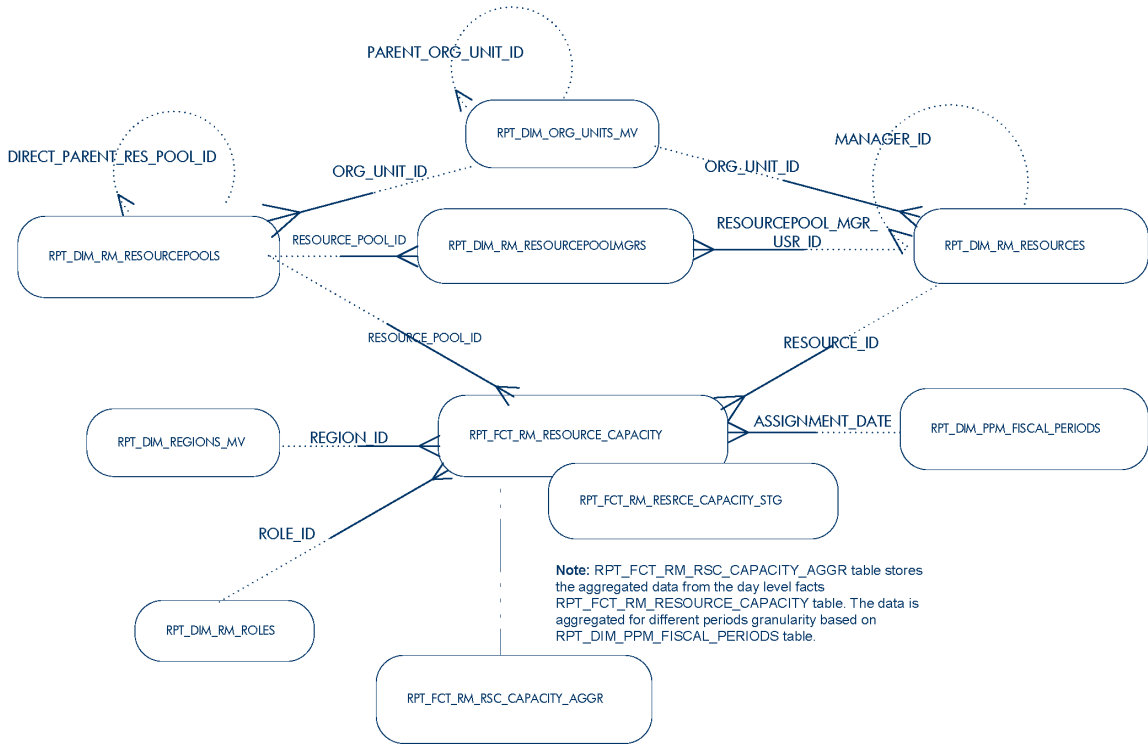 PARENT_ORG_UNIT_ID
RPT_DIM_ORG_UNITS_MV
MANAGER_ID
DIRECT_PARENT_RES_POOL_ID
ORG_UNIT_ID
ORG_UNIT_ID
RESOURCE_POOL_ID
RESOURCEPOOL_MGR_
USR_ID
RPT_DIM_RM_RESOURCEPOOLS
RPT_DIM_RM_RESOURCEPOOLMGRS
RPT_DIM_RM_RESOURCES
RESOURCE_POOL_ID
RESOURCE_ID
RPT_DIM_REGIONS_MV
REGION_ID
RPT_FCT_RM_RESOURCE_CAPACITY
ASSIGNMENT_DATE
RPT_DIM_PPM_FISCAL_PERIODS
RPT_FCT_RM_RESRCE_CAPACITY_STG
ROLE_ID
Note: RPT_FCT_RM_RSC_CAPACITY_AGGR table stores
the aggregated data from the day level facts
RPT_FCT_RM_RESOURCE_CAPACITY table. The data is
aggregated for different periods granularity based on
RPT_DIM_PPM_FISCAL_PERIODS table.
RPT_DIM_RM_ROLES
RPT_FCT_RM_RSC_CAPACITY_AGGR